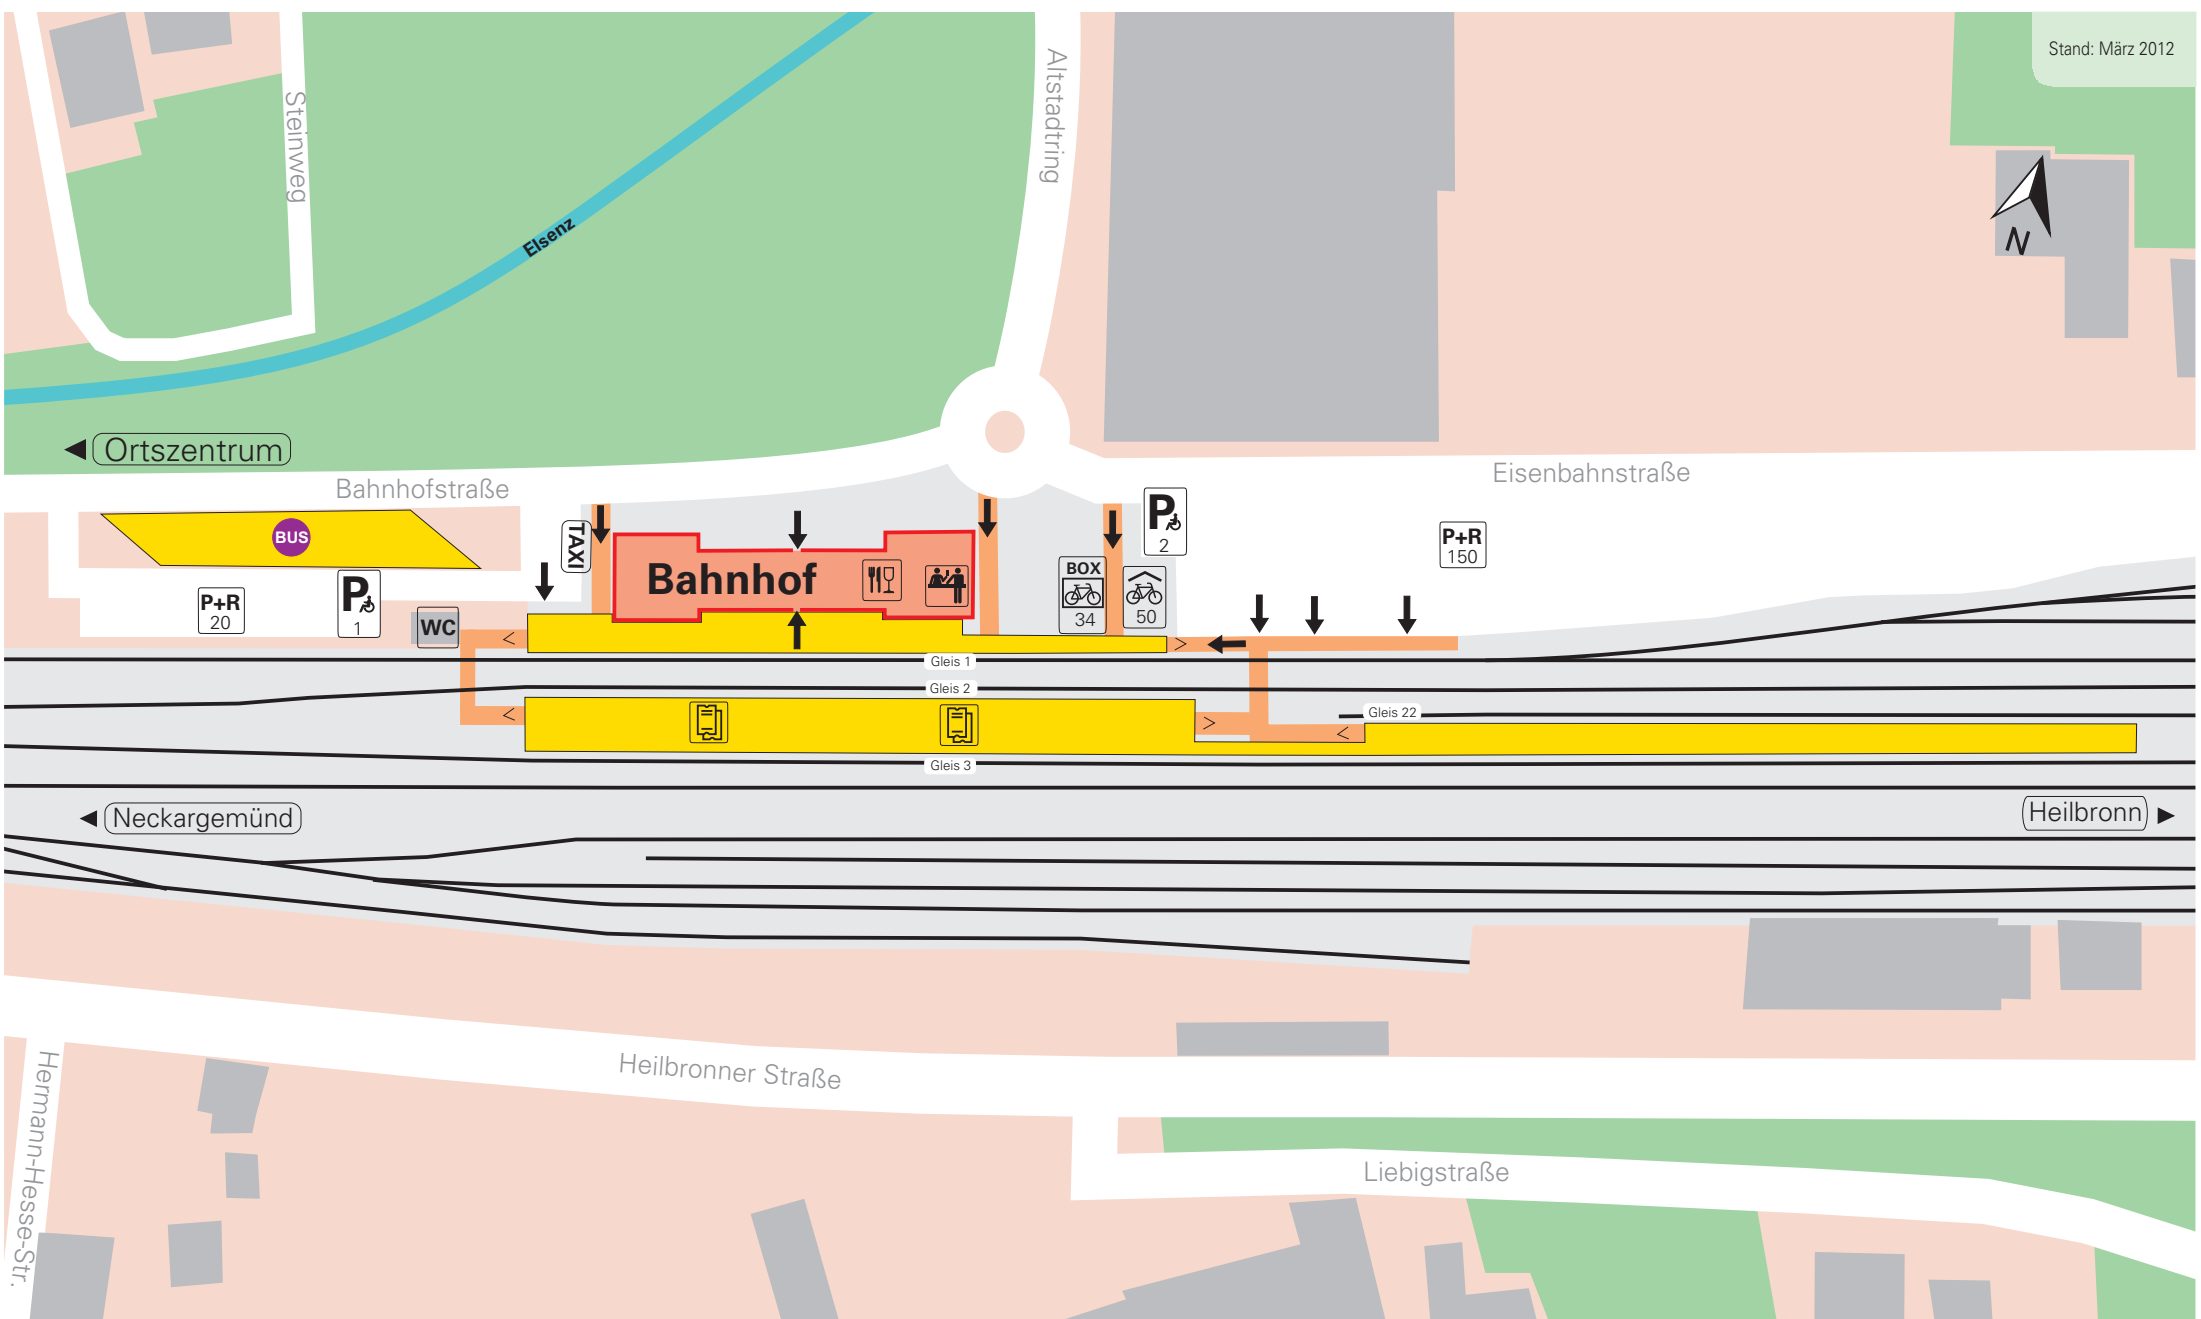 Stand: März 2012
Steinweg
Altstadtring
Elsenz
N
Ortszentrum
Bahnhofstraße
Eisenbahnstraße
BUS
TAXI
P
2
P+R
150
Bahnhof
BOX
34
50
P+R
20
P
1
WC
Gleis 1
Gleis 2
Gleis 22
Gleis 3
Neckargemünd
Heilbronn
Heilbronner Straße
Hermann-Hesse-Str.
Liebigstraße